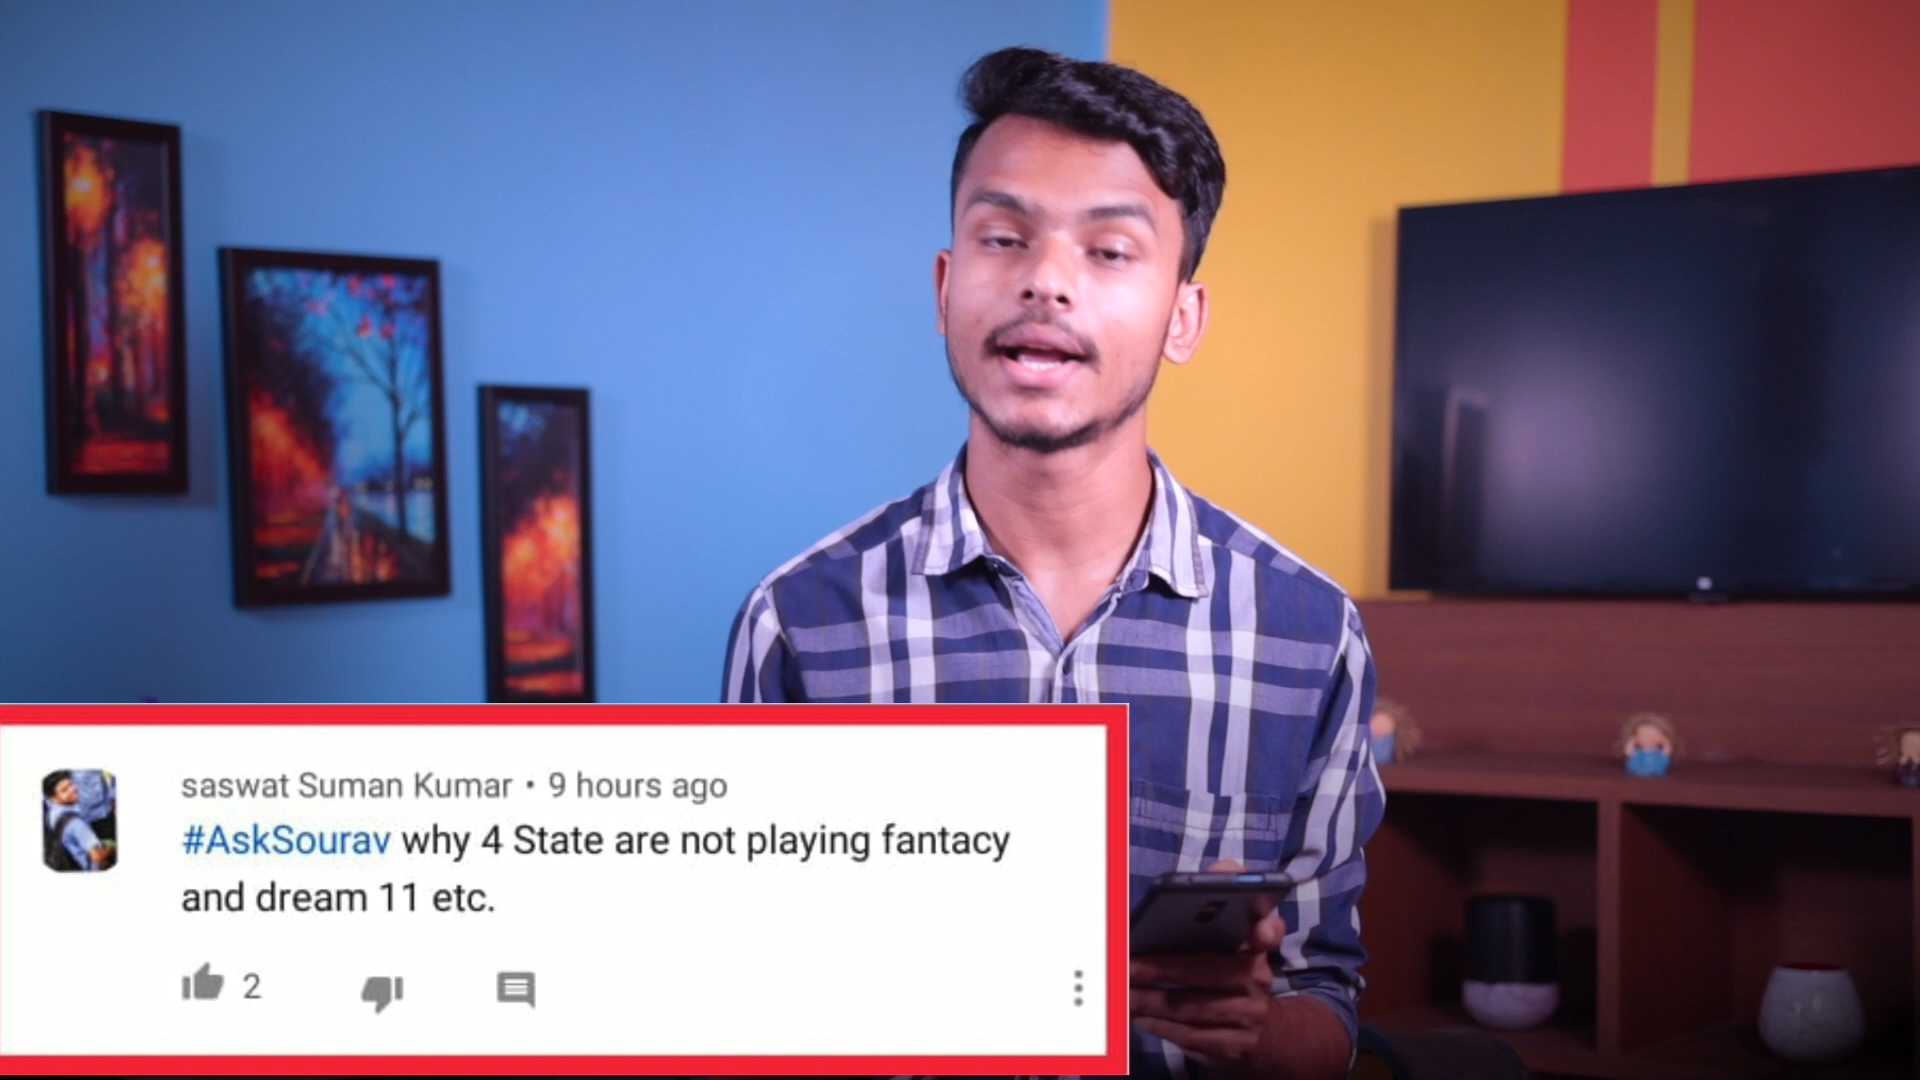 saswat Suman Kumar • 9 hours ago
#AskSourav why 4 State are not playing fantacy
and dream 11 etc.
2